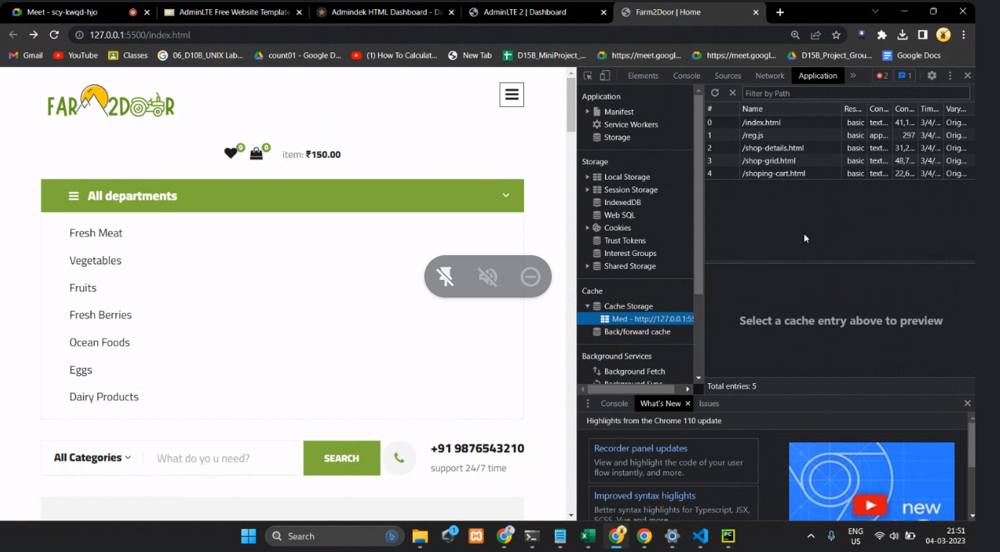 Meet - scy-kwqd-hjo
AdminLTE Free Website Template
Admindek HTML Dashboard - Da
AdminLTE 2 | Dashboard
Farm2Door | Home
127.0.0.1:5500/index.html
Gmail
YouTube
Classes
06_D10B_UNIX Lab...
count01 - Google D...
(1) How To Calculat...
New Tab
D15B_MiniProject_...
https://meet.googl...
https://meet.googl...
D15B_Project_Grou...
Google Docs
FARM2DOOR
0
0
item: ₹150.00
All departments
Fresh Meat
Vegetables
Fruits
Fresh Berries
Ocean Foods
Eggs
Dairy Products
All Categories
What do yo u need?
SEARCH
+91 9876543210
support 24/7 time
Elements
Console
Sources
Network
Application
2
1
Application
Manifest
Service Workers
Storage
Storage
Local Storage
Session Storage
IndexedDB
Web SQL
Cookies
Trust Tokens
Interest Groups
Shared Storage
Cache
Cache Storage
Med - http://127.0.0.1:55
Back/forward cache
Background Services
Background Fetch
Background Sync
Filter by Path
# Name Res... Con... Con... Tim... Vary...
0 /index.html basic text... 41,1... 3/4/... Orig...
1 /reg.js basic app... 297 3/4/... Orig...
2 /shop-details.html basic text... 31,2... 3/4/... Orig...
3 /shop-grid.html basic text... 48,7... 3/4/... Orig...
4 /shoping-cart.html basic text... 22,6... 3/4/... Orig...
Select a cache entry above to preview
Total entries: 5
Console
What's New
Issues
Highlights from the Chrome 110 update
Recorder panel updates
View and highlight the code of your user
flow instantly, and more.
Improved syntax higlights
Better syntax highlights for Typescript, JSX,
SCSS, Vue and more.
new
Search
1
ENG
US
21:51
04-03-2023